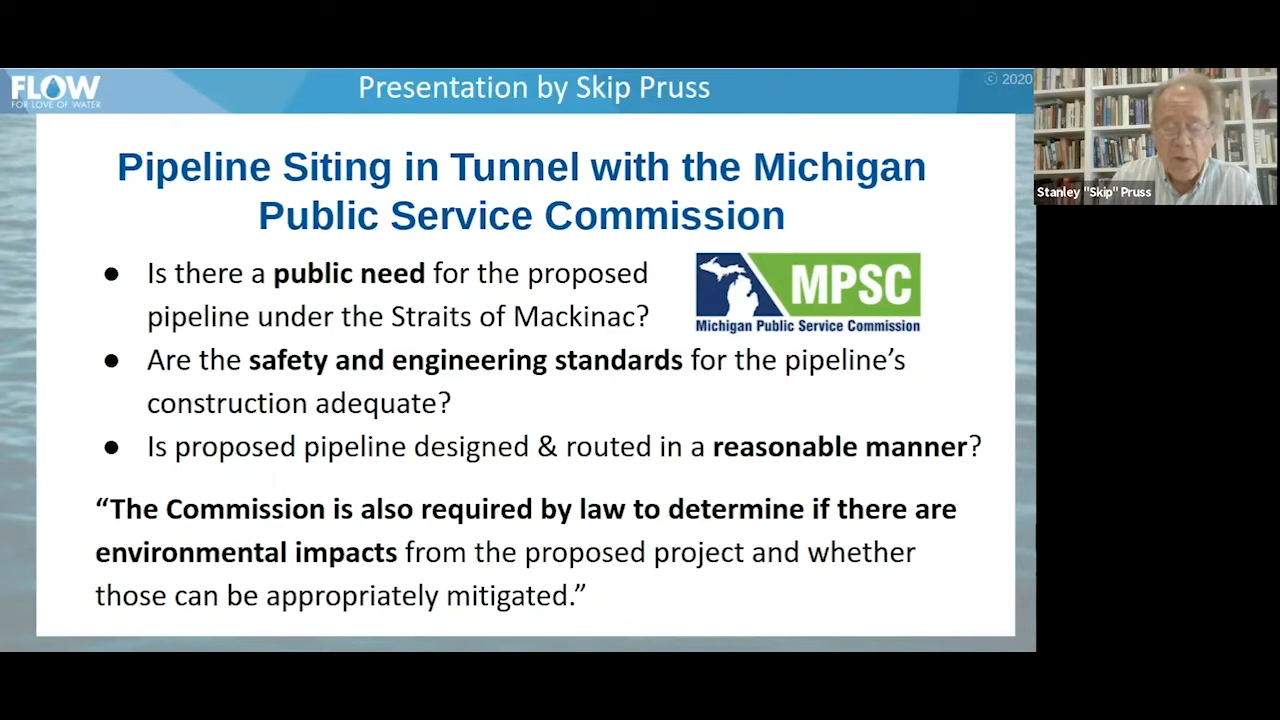 FLOW
FOR LOVE OF WATER
Presentation by Skip Pruss
© 2020
Stanley "Skip" Pruss
Pipeline Siting in Tunnel with the Michigan
Public Service Commission
● Is there a public need for the proposed
pipeline under the Straits of Mackinac?
MPSC
Michigan Public Service Commission
● Are the safety and engineering standards for the pipeline’s
construction adequate?
● Is proposed pipeline designed & routed in a reasonable manner?
“The Commission is also required by law to determine if there are
environmental impacts from the proposed project and whether
those can be appropriately mitigated.”